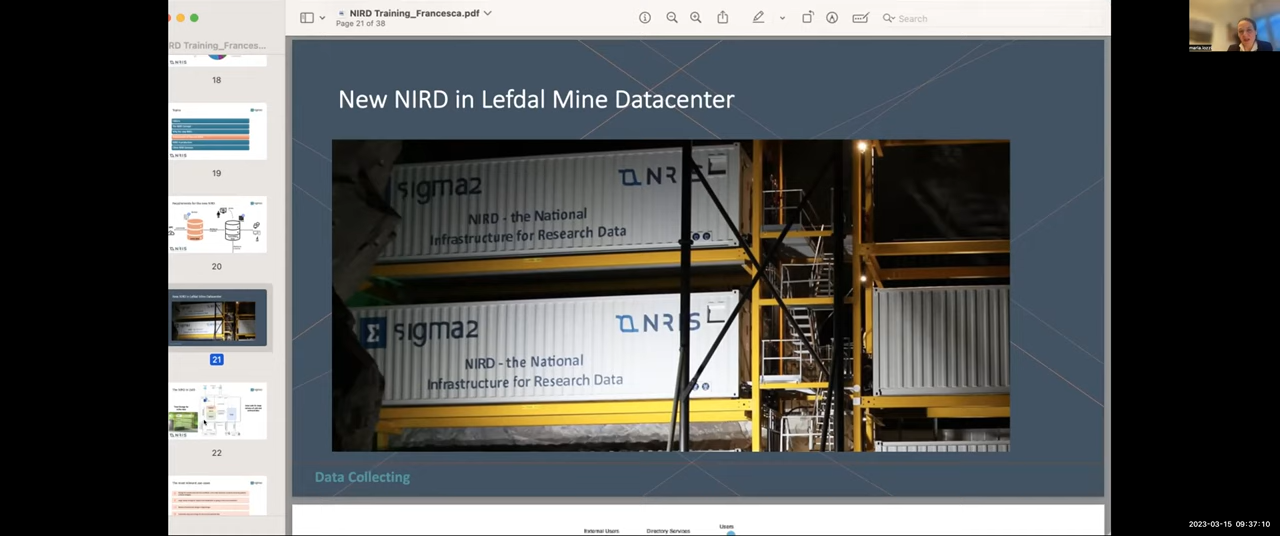 NIRD Training_Francesca.pdf
Page 21 of 38
Search
RD Training_Frances...
18
19
20
21
22
New NIRD in Lefdal Mine Datacenter
sigma2
NRIS
NIRD - the National
Infrastructure for Research Data
Σ sigma2
NRIS
NIRD - the National
Infrastructure for Research Data
Data Collecting
External Users
Directory Services
Users
2023-03-15 09:37:10